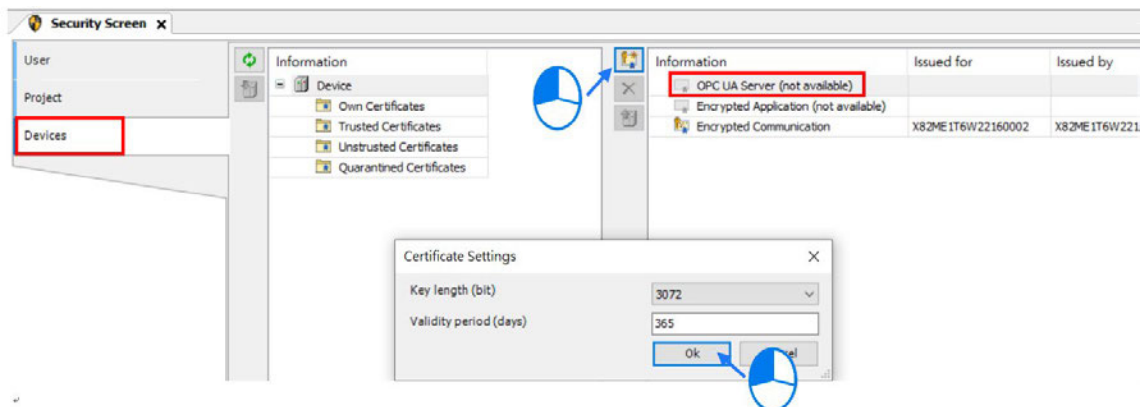 Security Screen X
User
Project
Devices
Information
Device
Own Certificates
Trusted Certificates
Unstrusted Certificates
Quarantined Certificates
Information Issued for Issued by
OPC UA Server (not available)
Encrypted Application (not available)
Encrypted Communication X82ME1T6W22160002 X82ME1T6W221
Certificate Settings
Key length (bit) 3072
Validity period (days) 365
Ok